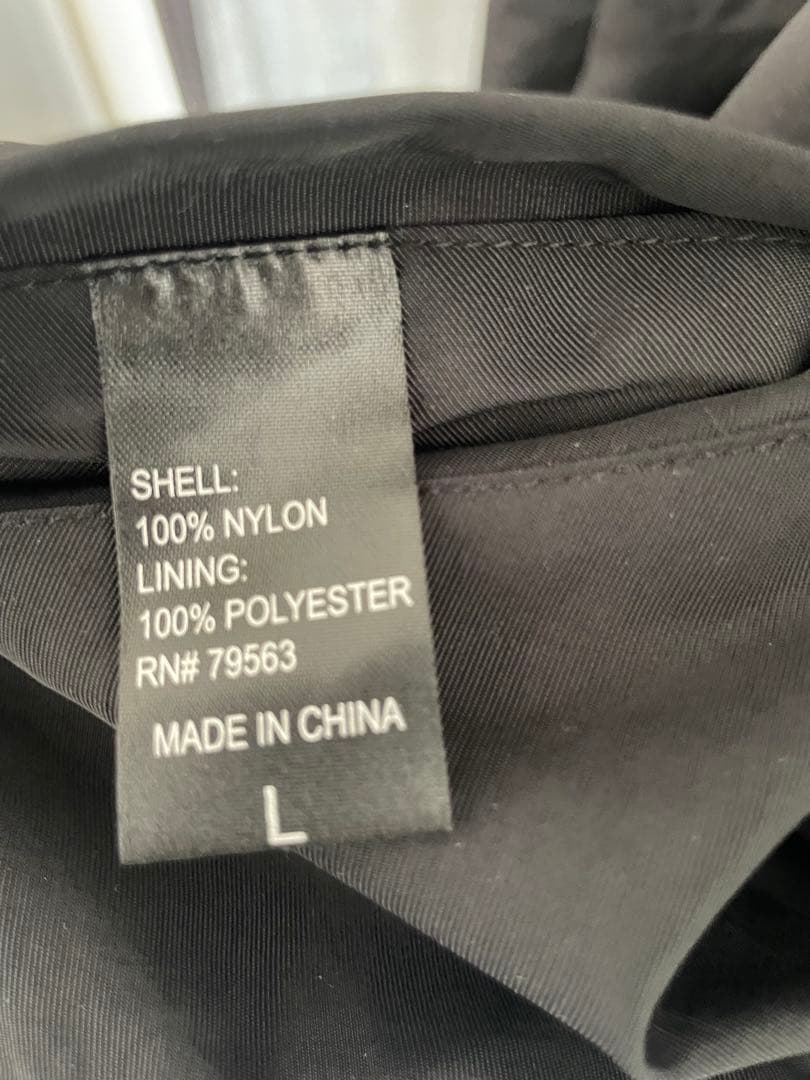 SHELL:
100% NYLON
LINING:
100% POLYESTER
RN# 79563
MADE IN CHINA
L